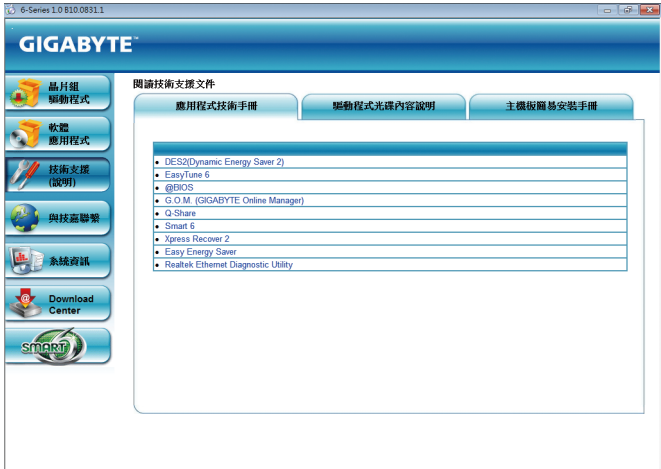 6-Series 1.0 B10.0831.1
GIGABYTE™
晶片組
驅動程式
軟體
應用程式
技術支援
(說明)
與技嘉聯繫
系統資訊
Download
Center
SMART6
閱讀技術支援文件
應用程式技術手冊
驅動程式光碟內容說明
主機板簡易安裝手冊
• DES2(Dynamic Energy Saver 2)
• EasyTune 6
• @BIOS
• G.O.M. (GIGABYTE Online Manager)
• Q-Share
• Smart 6
• Xpress Recover 2
• Easy Energy Saver
• Realtek Ethernet Diagnostic Utility